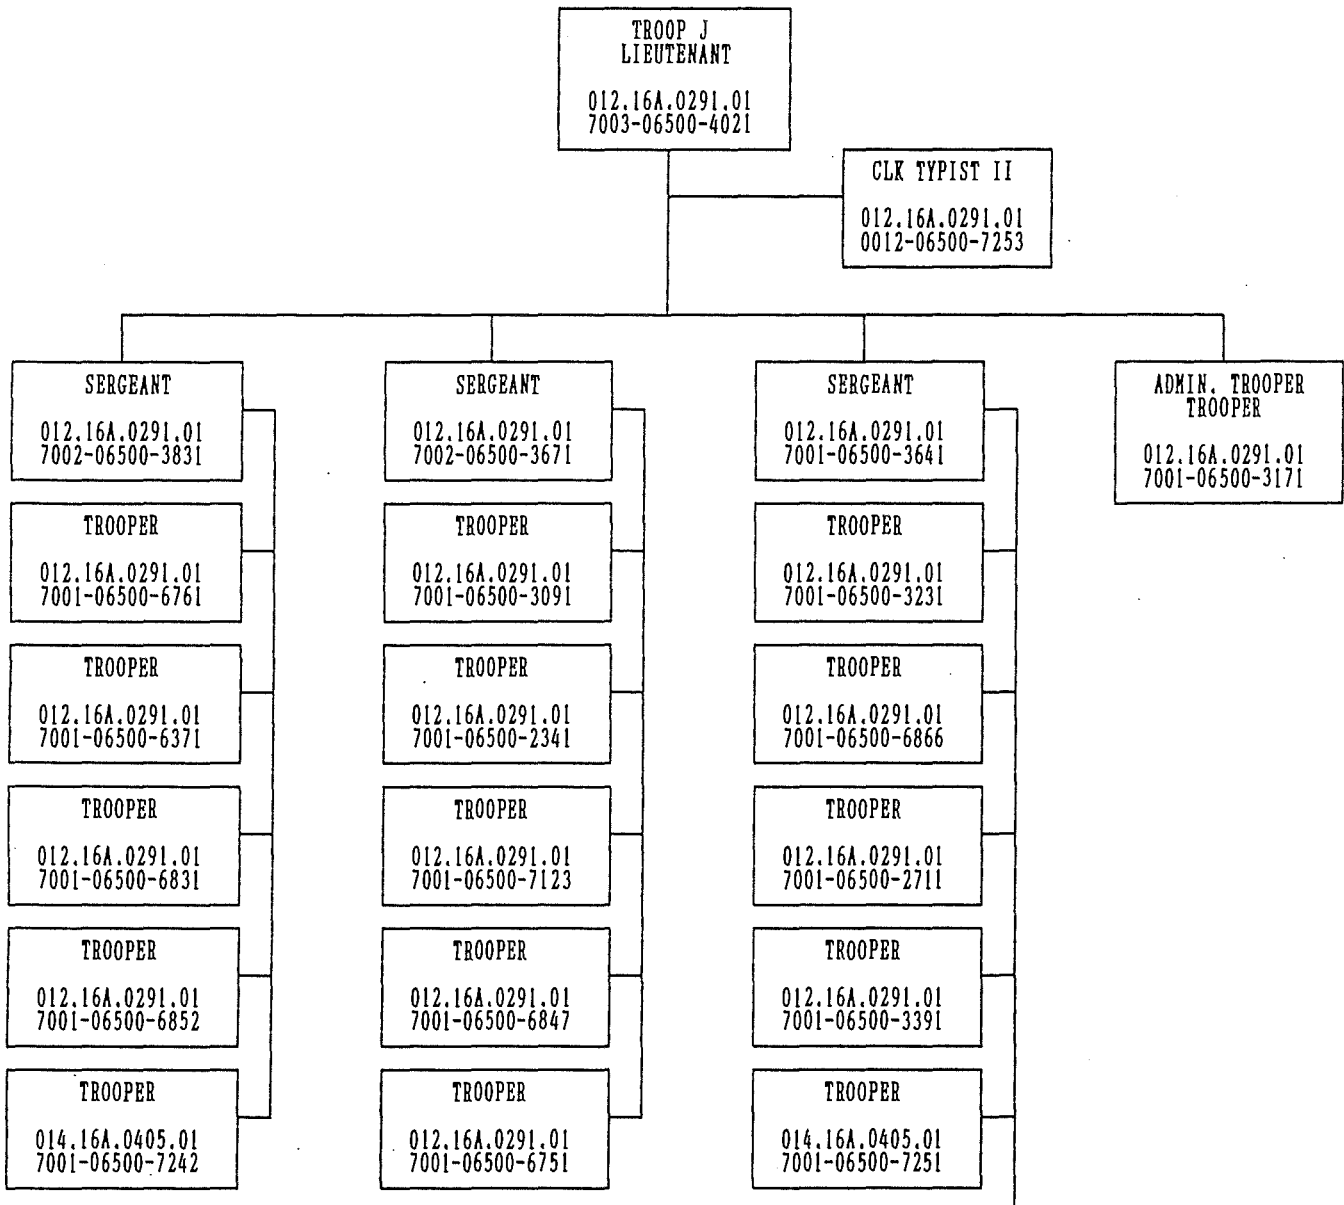 TROOP J
LIEUTENANT
012.16A.0291.01
7003-06500-4021
CLK TYPIST II
012.16A.0291.01
0012-06500-7253
SERGEANT
012.16A.0291.01
7002-06500-3831
TROOPER
012.16A.0291.01
7001-06500-6761
TROOPER
012.16A.0291.01
7001-06500-6371
TROOPER
012.16A.0291.01
7001-06500-6831
TROOPER
012.16A.0291.01
7001-06500-6852
TROOPER
014.16A.0405.01
7001-06500-7242
SERGEANT
012.16A.0291.01
7002-06500-3671
TROOPER
012.16A.0291.01
7001-06500-3091
TROOPER
012.16A.0291.01
7001-06500-2341
TROOPER
012.16A.0291.01
7001-06500-7123
TROOPER
012.16A.0291.01
7001-06500-6847
TROOPER
012.16A.0291.01
7001-06500-6751
SERGEANT
012.16A.0291.01
7001-06500-3641
TROOPER
012.16A.0291.01
7001-06500-3231
TROOPER
012.16A.0291.01
7001-06500-6866
TROOPER
012.16A.0291.01
7001-06500-2711
TROOPER
012.16A.0291.01
7001-06500-3391
TROOPER
014.16A.0405.01
7001-06500-7251
ADMIN. TROOPER
TROOPER
012.16A.0291.01
7001-06500-3171